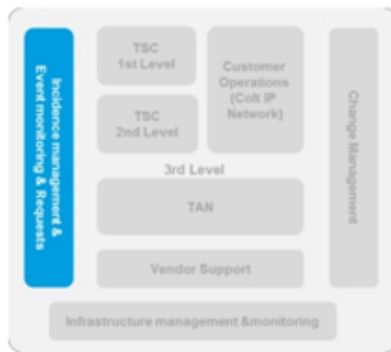 Incidence management &
Event monitoring & Requests
TSC
1st Level
TSC
2nd Level
Customer
Operations
(Colt IP
Network)
Change Management
3rd Level
TAN
Vendor Support
Infrastructure management &monitoring